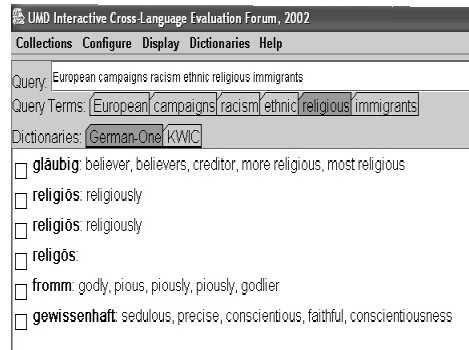 UMD Interactive Cross-Language Evaluation Forum, 2002
Collections Configure Display Dictionaries Help
Query: European campaigns racism ethnic religious immigrants
Query Terms: European campaigns racism ethnic religious immigrants
Dictionaries: German-One KWIC
gläubig: believer, believers, creditor, more religious, most religious
religiös: religiously
religiös: religiously
religös:
fromm: godly, pious, piously, piously, godlier
gewissenhaft: sedulous, precise, conscientious, faithful, conscientiousness